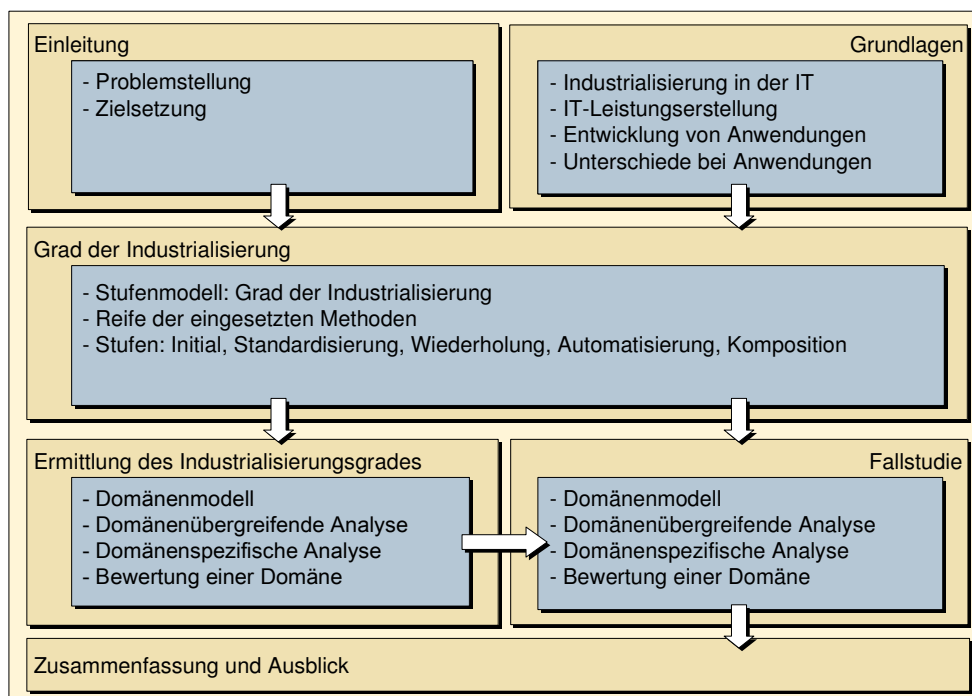 Einleitung
- Problemstellung
- Zielsetzung
Grundlagen
- Industrialisierung in der IT
- IT-Leistungserstellung
- Entwicklung von Anwendungen
- Unterschiede bei Anwendungen
Grad der Industrialisierung
- Stufenmodell: Grad der Industrialisierung
- Reife der eingesetzten Methoden
- Stufen: Initial, Standardisierung, Wiederholung, Automatisierung, Komposition
Ermittlung des Industrialisierungsgrades
- Domänenmodell
- Domänenübergreifende Analyse
- Domänenspezifische Analyse
- Bewertung einer Domäne
Fallstudie
- Domänenmodell
- Domänenübergreifende Analyse
- Domänenspezifische Analyse
- Bewertung einer Domäne
Zusammenfassung und Ausblick